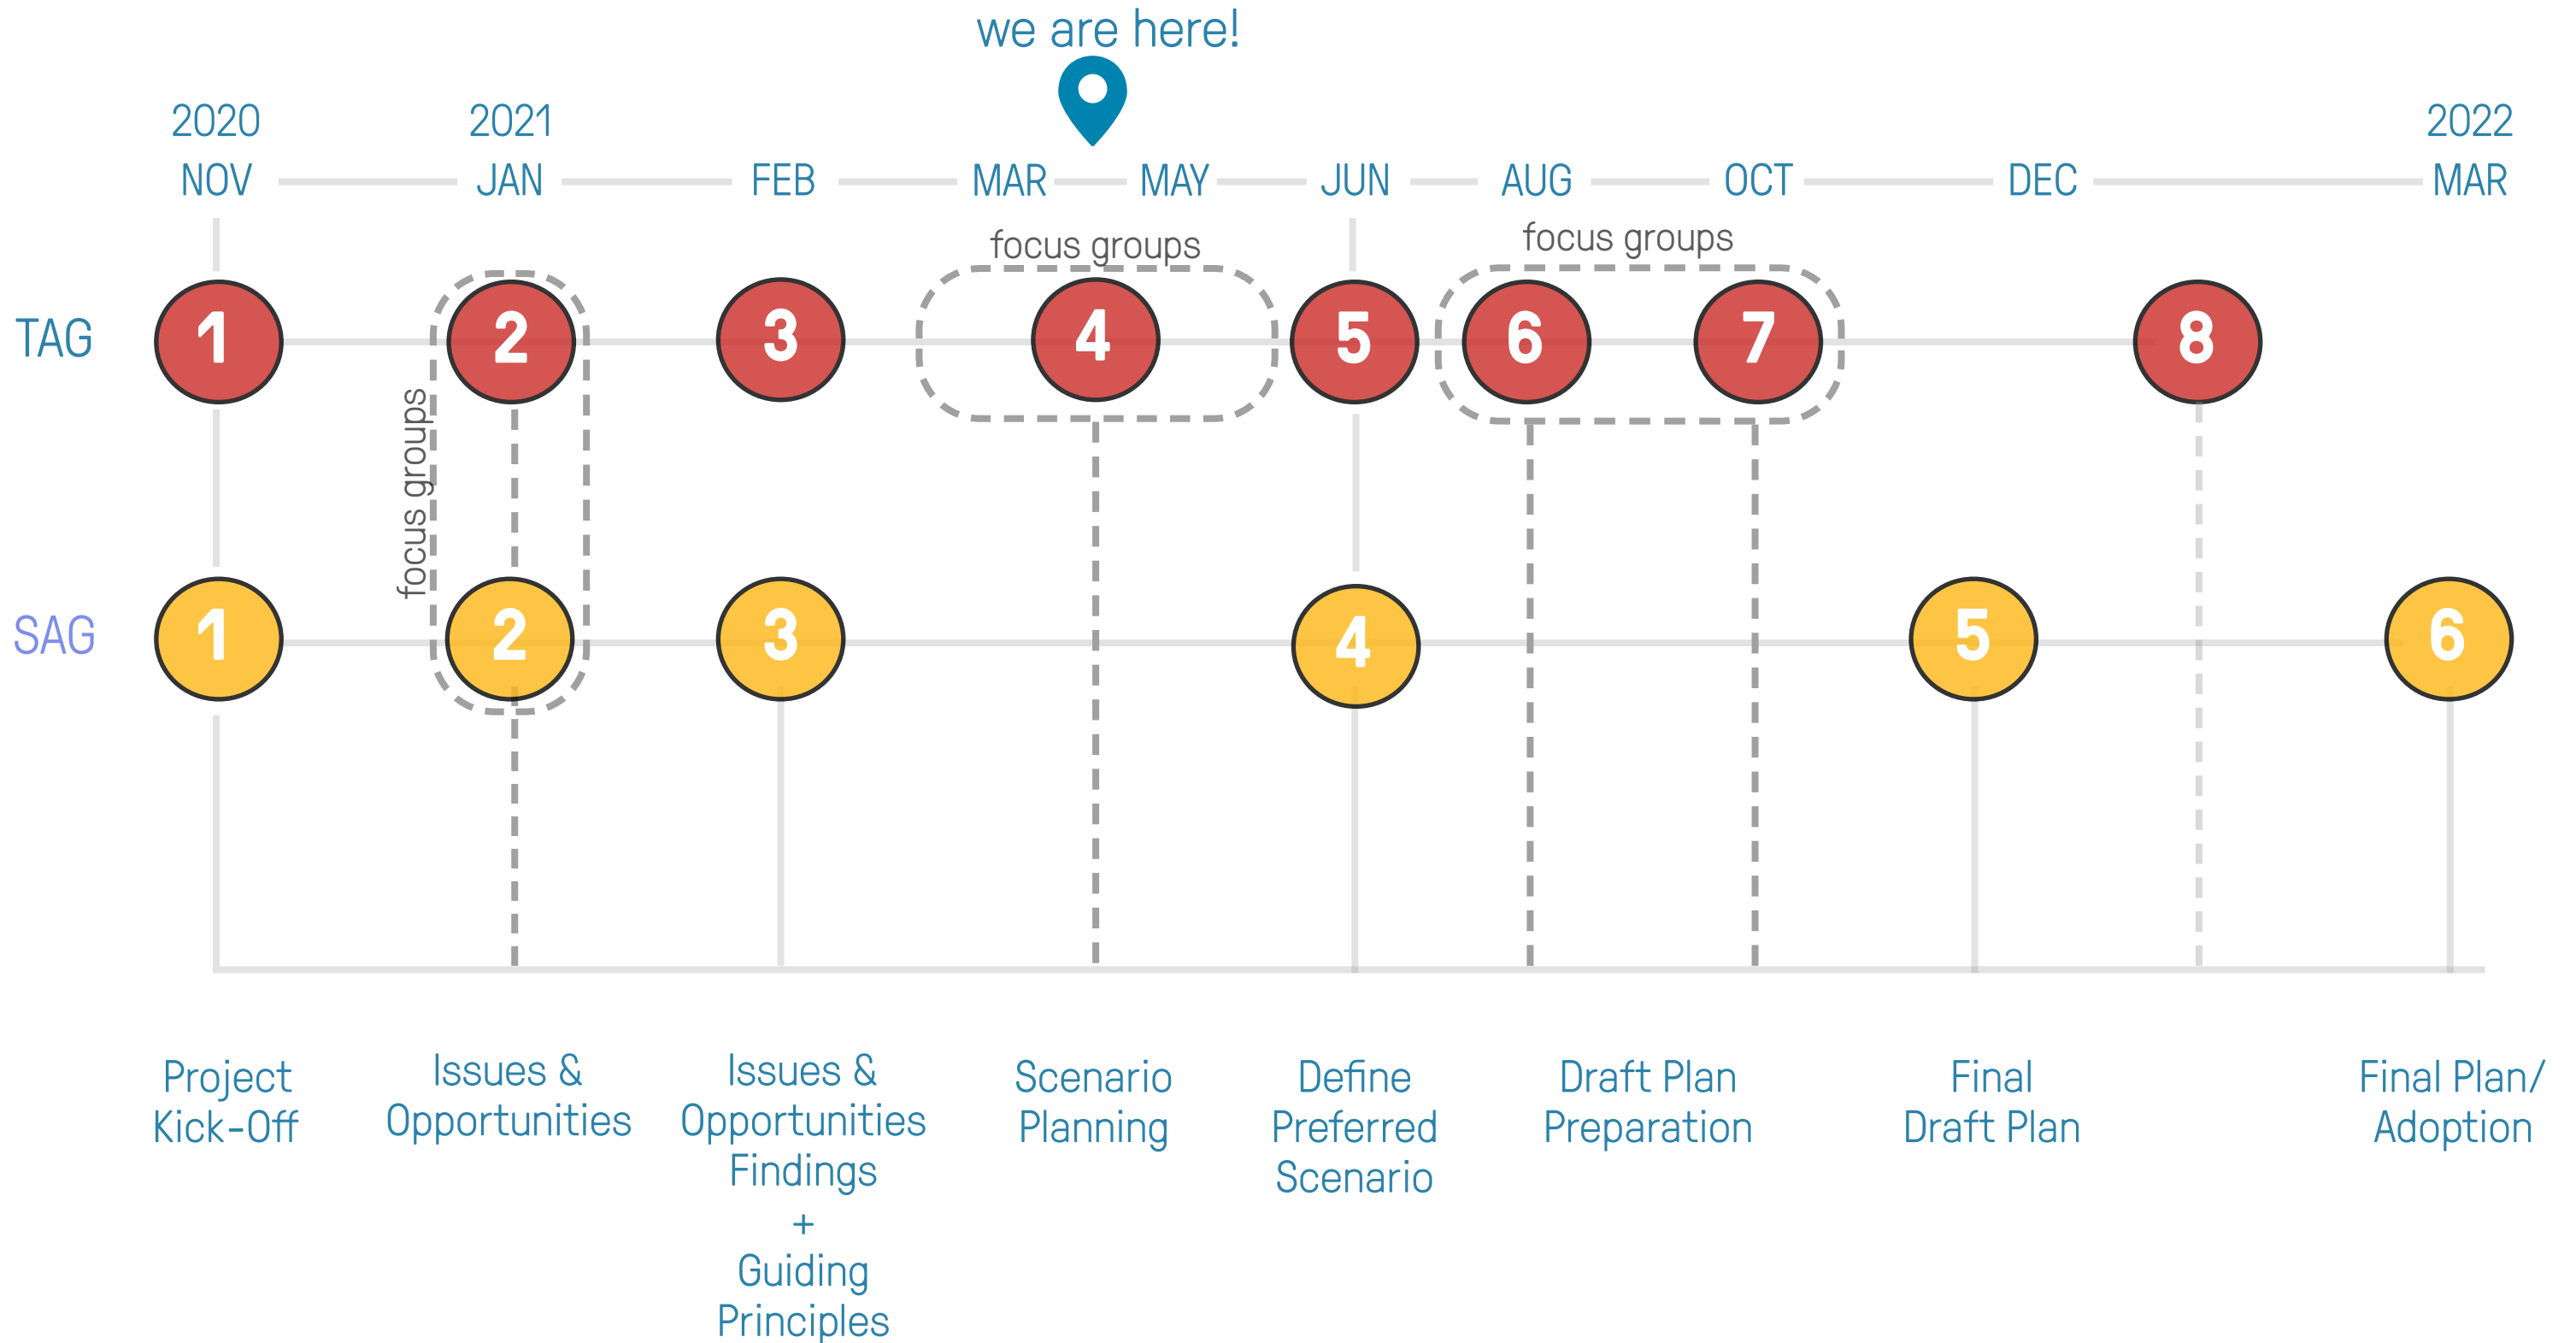 we are here!
2020
2021
2022
NOV
JAN
FEB
MAR
MAY
JUN
AUG
OCT
DEC
MAR
focus groups
focus groups
TAG
1
2
3
4
5
6
7
8
focus groups
SAG
1
2
3
4
5
6
Project
Kick-Off
Issues &
Opportunities
Issues &
Opportunities
Findings
+
Guiding
Principles
Scenario
Planning
Define
Preferred
Scenario
Draft Plan
Preparation
Final
Draft Plan
Final Plan/
Adoption